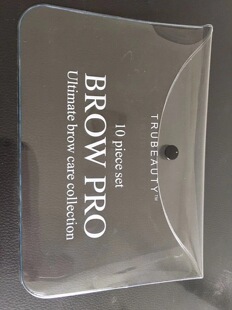 TRUBEAUTY™
10 piece set
BROW PRO
Ultimate brow care collection